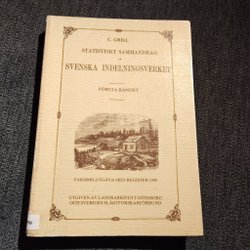 C. GRILL
STATISTISKT SAMMANDRAG
AF
SVENSKA INDELNINGSVERKET
FÖRSTA BANDET
FAKSIMILUTGÅVA MED REGISTER 1988
UTGIVEN AV LANDSARKIVET I GÖTEBORG
OCH SVERIGES SLÄKTFORSKARFÖRBUND